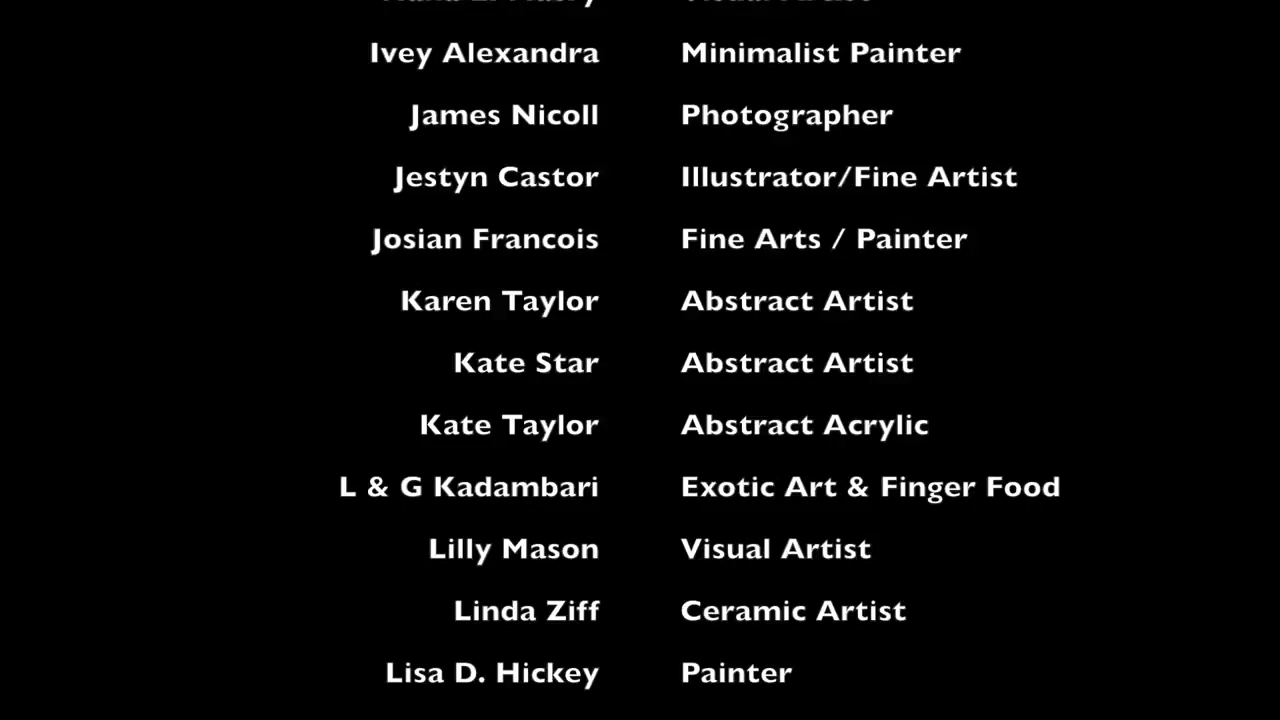 Ivey Alexandra Minimalist Painter
James Nicoll Photographer
Jestyn Castor Illustrator/Fine Artist
Josian Francois Fine Arts / Painter
Karen Taylor Abstract Artist
Kate Star Abstract Artist
Kate Taylor Abstract Acrylic
L & G Kadambari Exotic Art & Finger Food
Lilly Mason Visual Artist
Linda Ziff Ceramic Artist
Lisa D. Hickey Painter